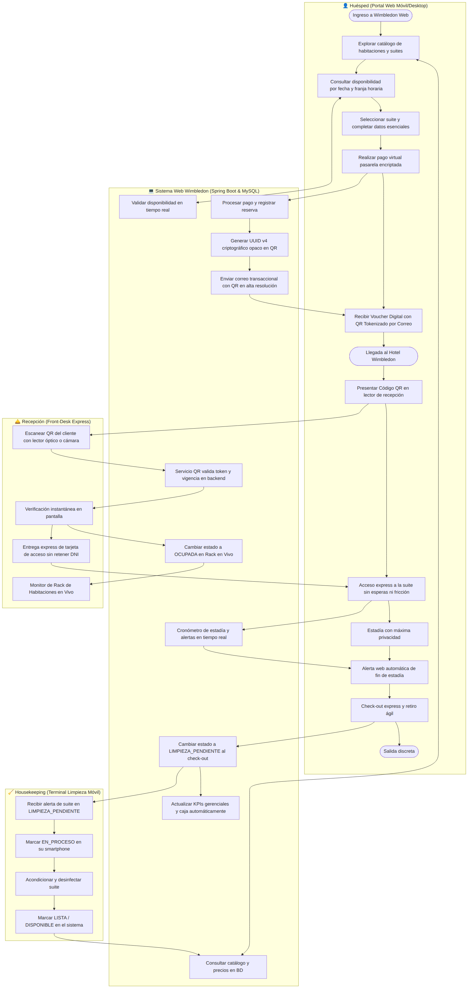 👤 Huésped (Portal Web Móvil/Desktop)
Ingreso a Wimbledon Web
Explorar catálogo de
habitaciones y suites
Consultar disponibilidad
por fecha y franja horaria
Seleccionar suite y
completar datos esenciales
Realizar pago virtual
pasarela encriptada
💻 Sistema Web Wimbledon (Spring Boot & MySQL)
Validar disponibilidad en
tiempo real
Procesar pago y registrar
reserva
Generar UUID v4
criptográfico opaco en QR
Enviar correo transaccional
con QR en alta resolución
Recibir Voucher Digital con
QR Tokenizado por Correo
Llegada al Hotel
Wimbledon
Presentar Código QR en
lector de recepción
🛎️ Recepción (Front-Desk Express)
Escanear QR del cliente
con lector óptico o cámara
Servicio QR valida token y
vigencia en backend
Verificación instantánea en
pantalla
Entrega express de tarjeta
de acceso sin retener DNI
Cambiar estado a
OCUPADA en Rack en Vivo
Monitor de Rack de
Habitaciones en Vivo
Acceso express a la suite
sin esperas ni fricción
Cronómetro de estadía y
alertas en tiempo real
Estadía con máxima
privacidad
Alerta web automática de
fin de estadía
Check-out express y retiro
ágil
Cambiar estado a
LIMPIEZA_PENDIENTE al
check-out
Salida discreta
🧹 Housekeeping (Terminal Limpieza Móvil)
Recibir alerta de suite en
LIMPIEZA_PENDIENTE
Actualizar KPIs gerenciales
y caja automáticamente
Marcar EN_PROCESO en
su smartphone
Acondicionar y desinfectar
suite
Marcar LISTA /
DISPONIBLE en el sistema
Consultar catálogo y
precios en BD